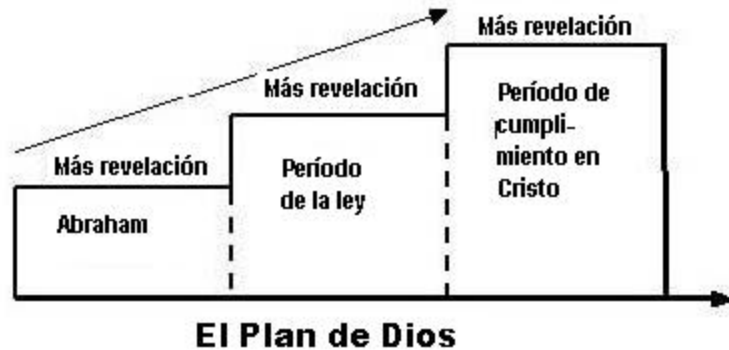 Más revelación
Más revelación
Período de
cumpli-
miento en
Cristo
Más revelación
Período
de la ley
Abraham
El Plan de Dios